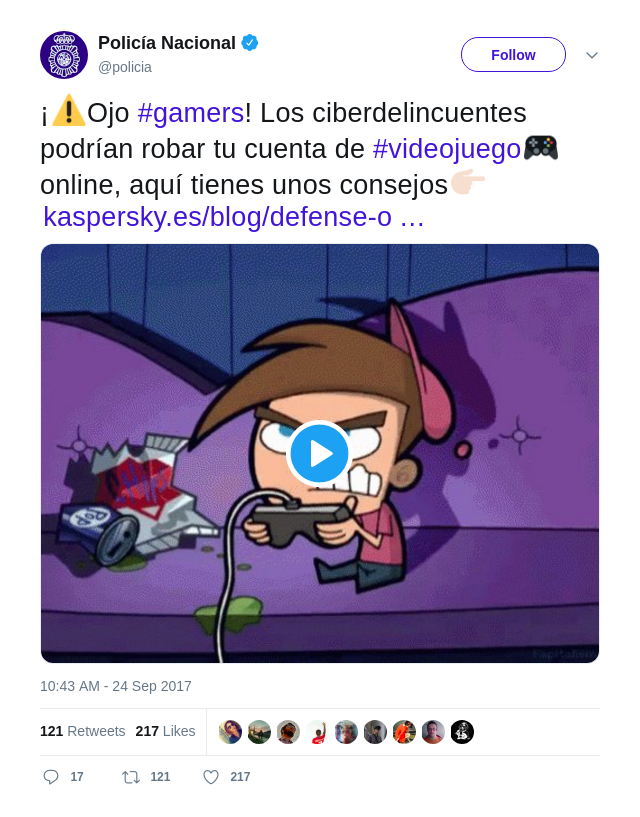 Policía Nacional
@policia
Follow
¡⚠️Ojo #gamers! Los ciberdelincuentes
podrían robar tu cuenta de #videojuego🎮
online, aquí tienes unos consejos👉🏻
kaspersky.es/blog/defense-o …
POP
10:43 AM - 24 Sep 2017
121 Retweets 217 Likes
17 121 217